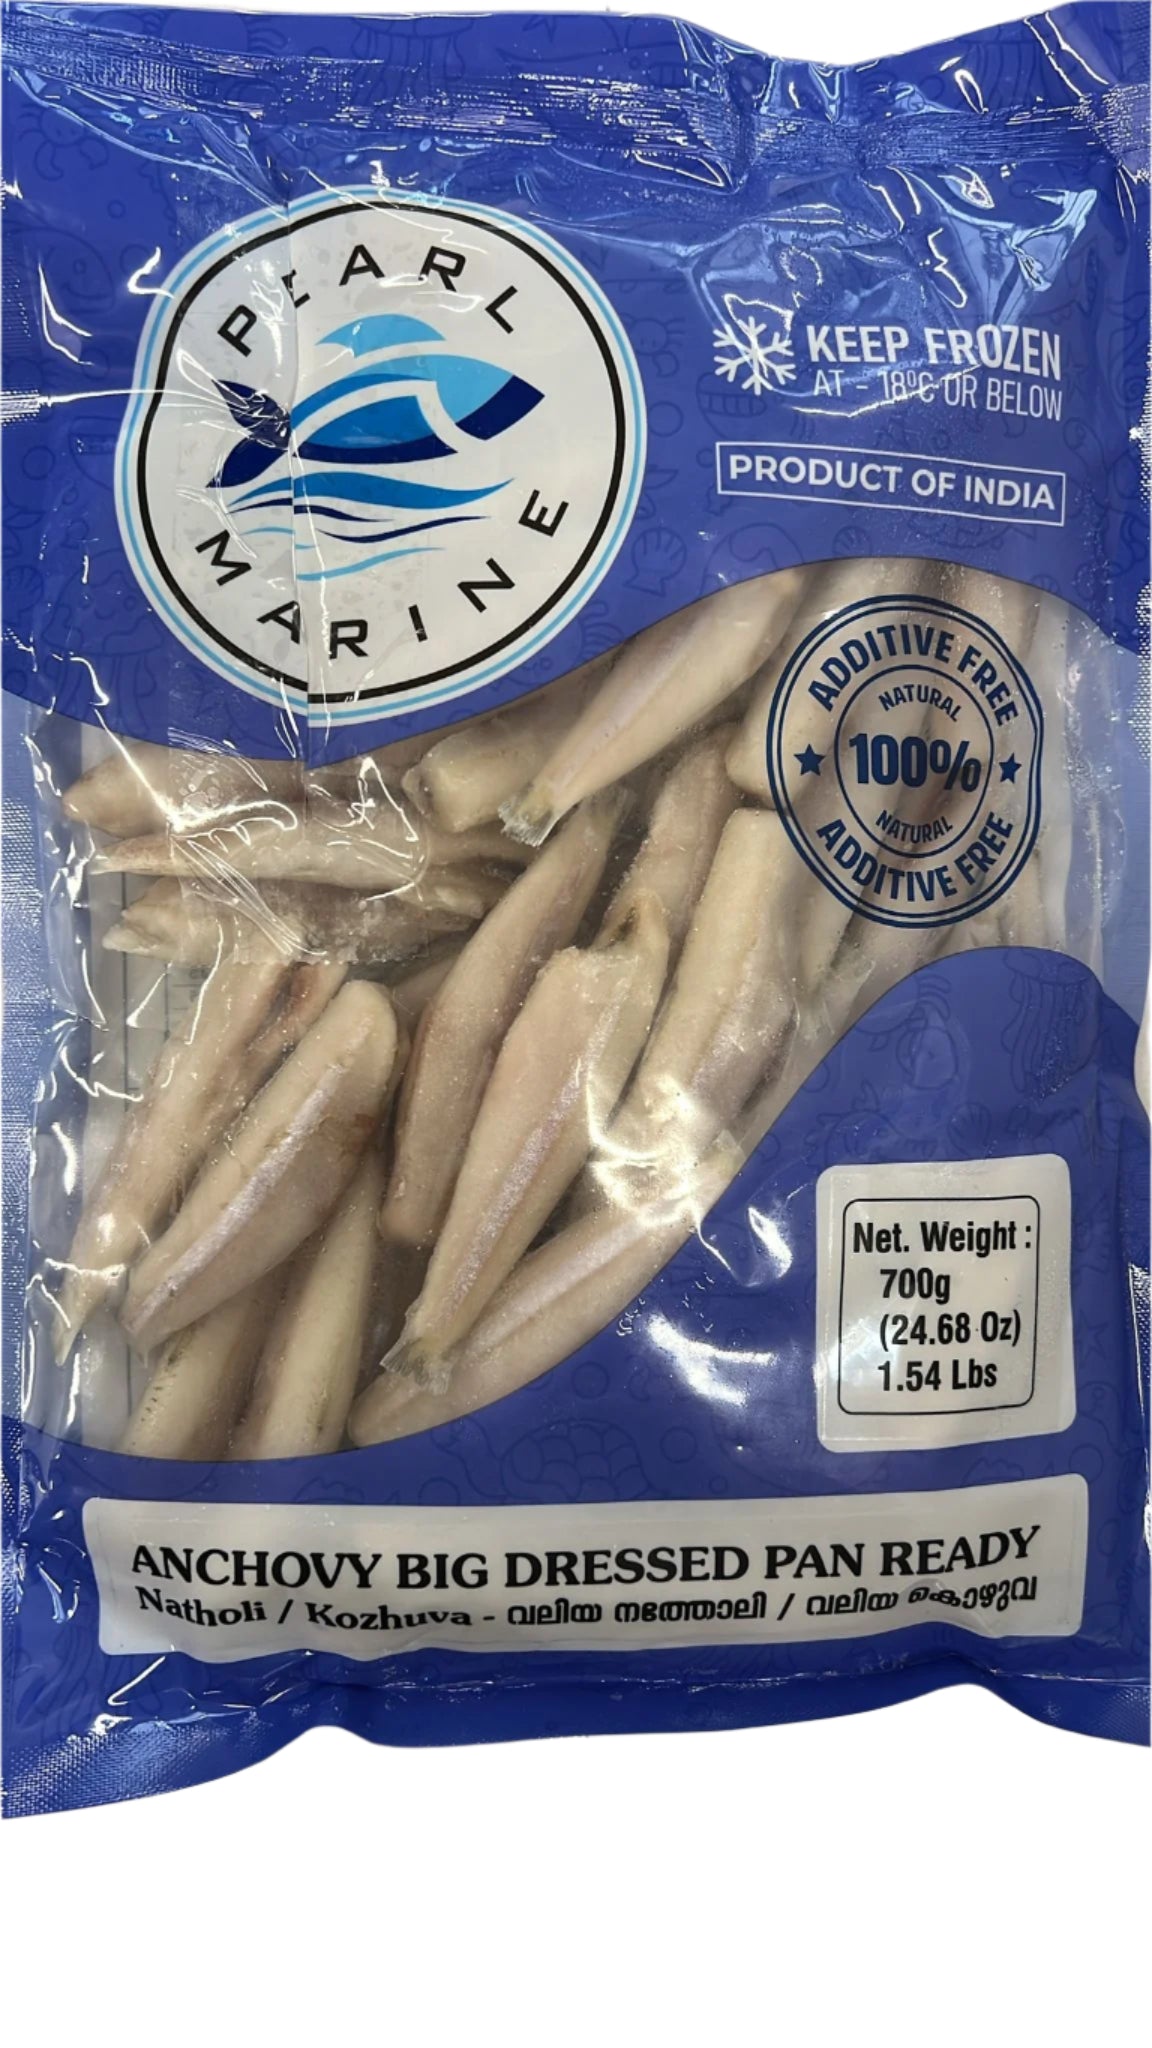 PEARL
MARINE
KEEP FROZEN
AT - 18ºC OR BELOW
PRODUCT OF INDIA
ADDITIVE FREE
NATURAL
100%
NATURAL
ADDITIVE FREE
Net. Weight :
700g
(24.68 Oz)
1.54 Lbs
ANCHOVY BIG DRESSED PAN READY
Natholi / Kozhuva - വലിയ നത്തോലി / വലിയ കൊഴുവ